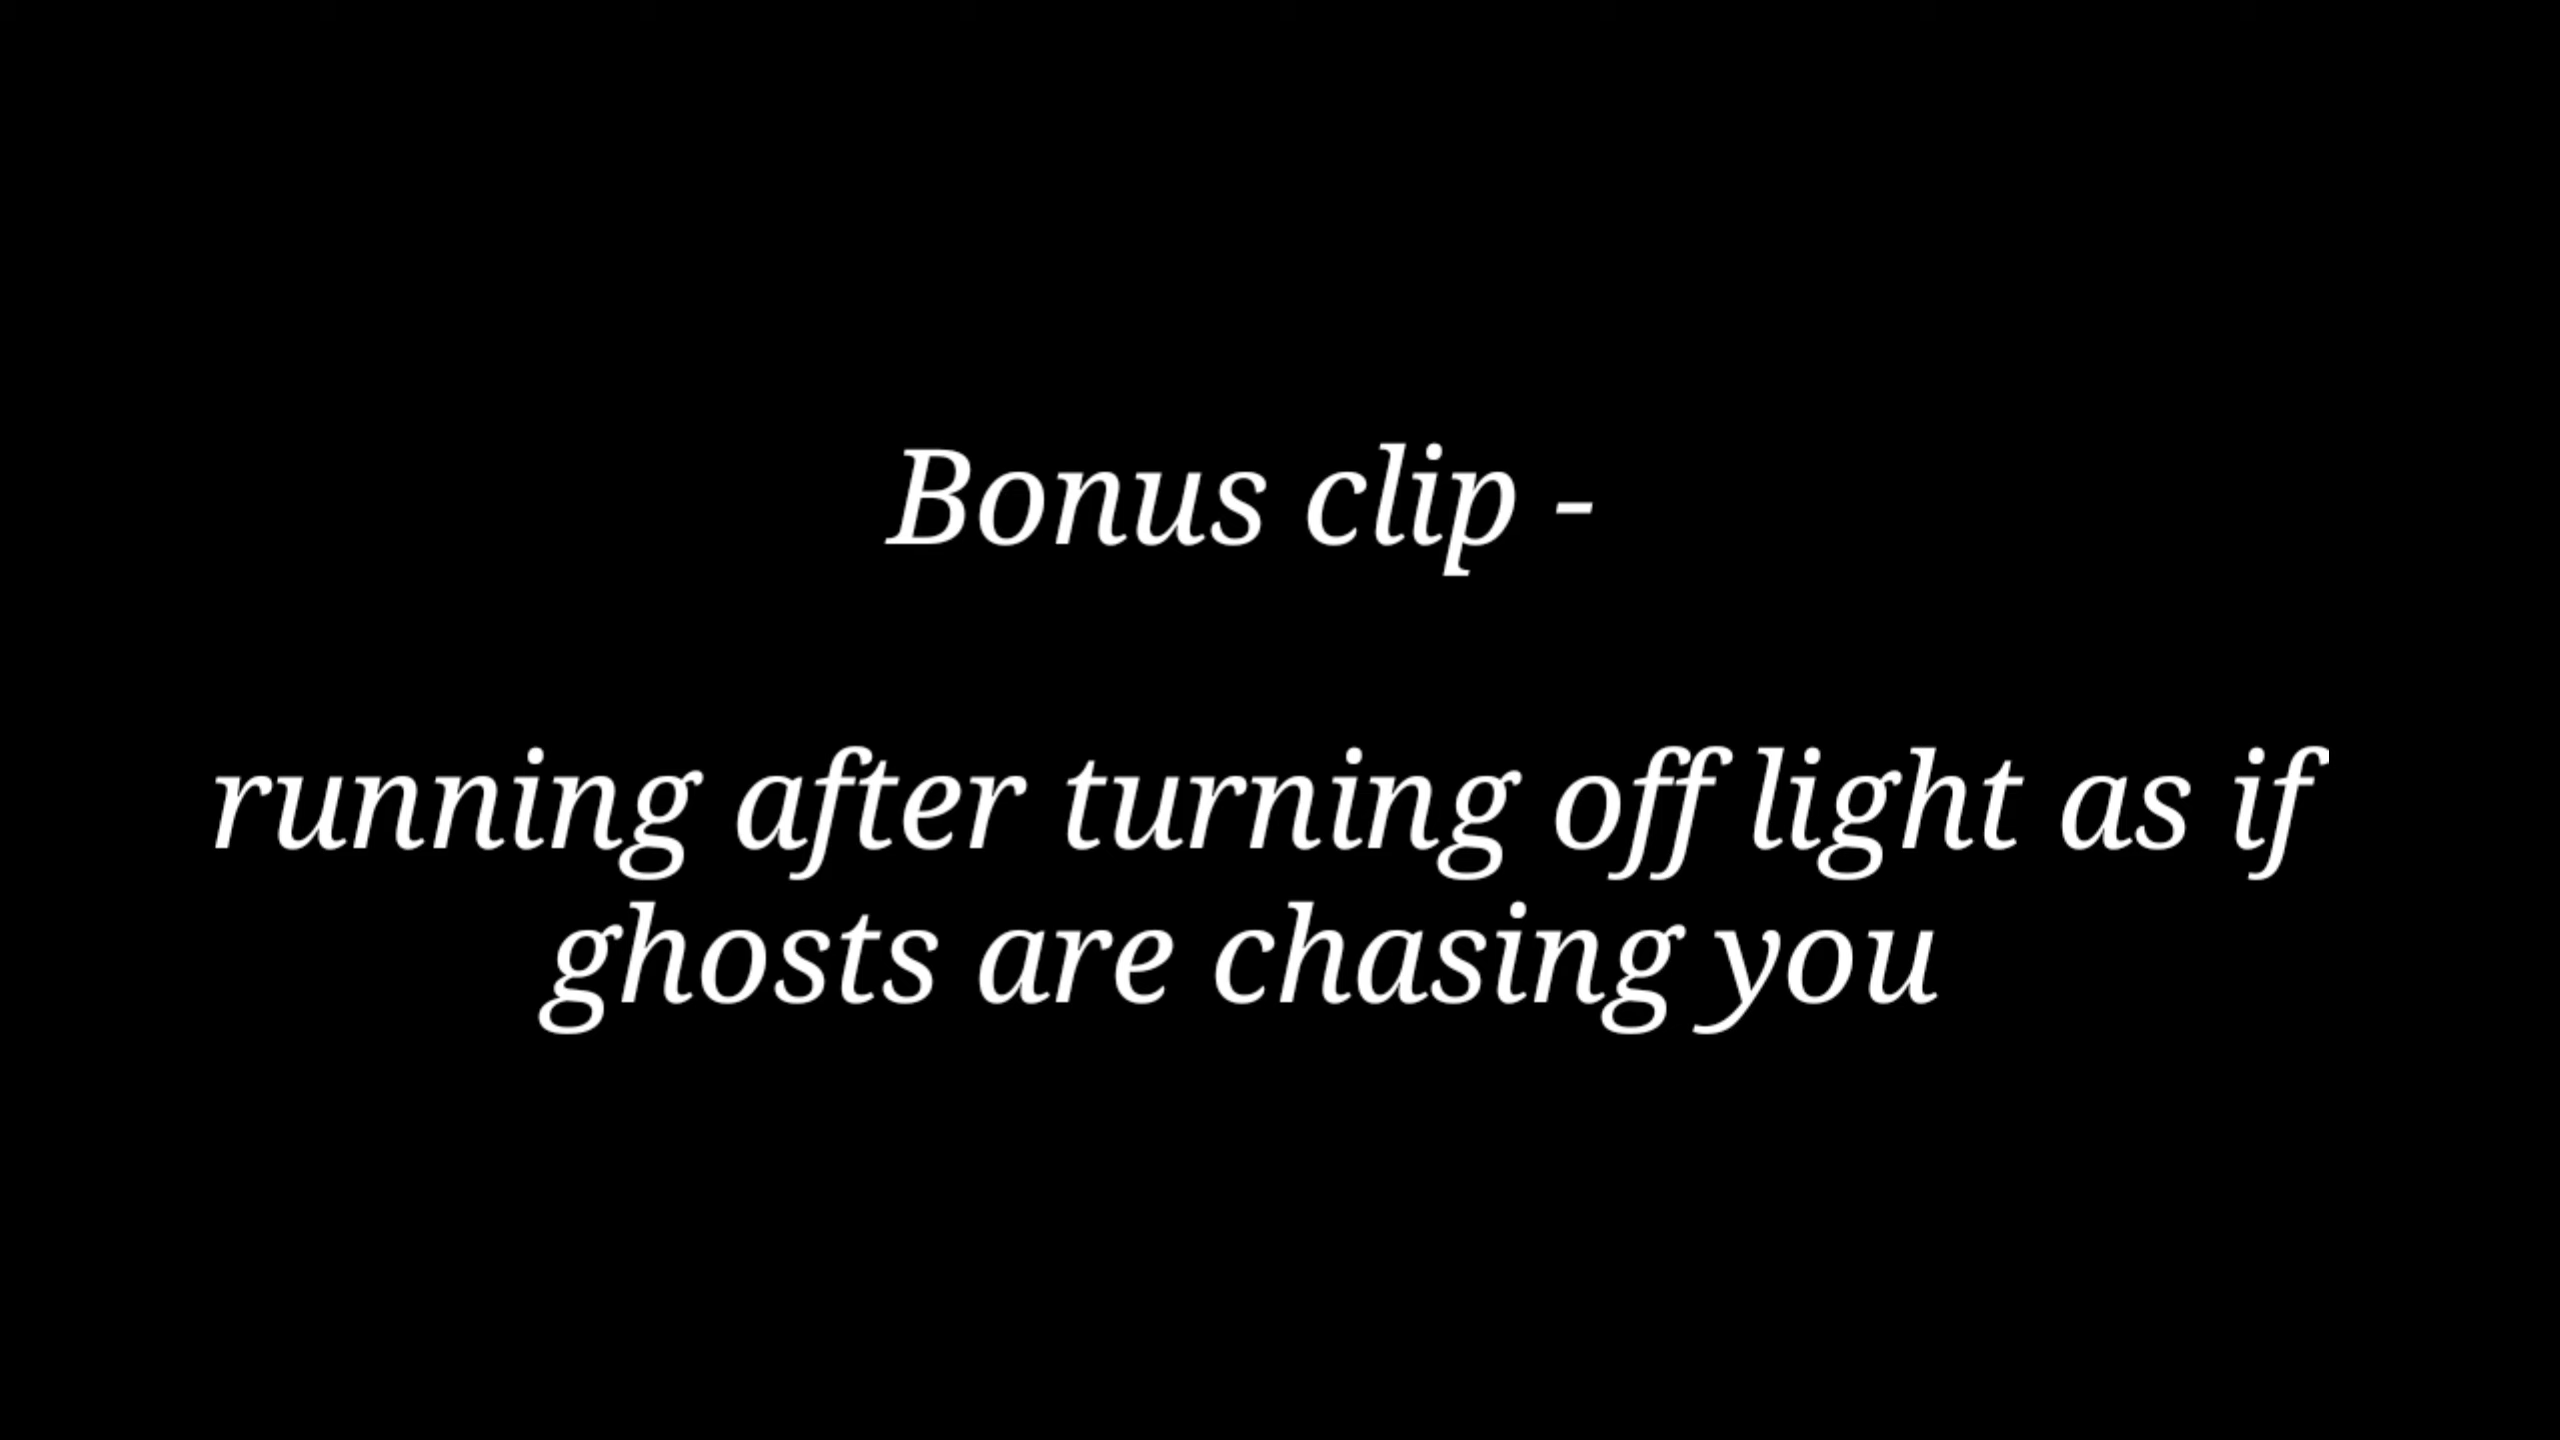 Bonus clip -
running after turning off light as if
ghosts are chasing you